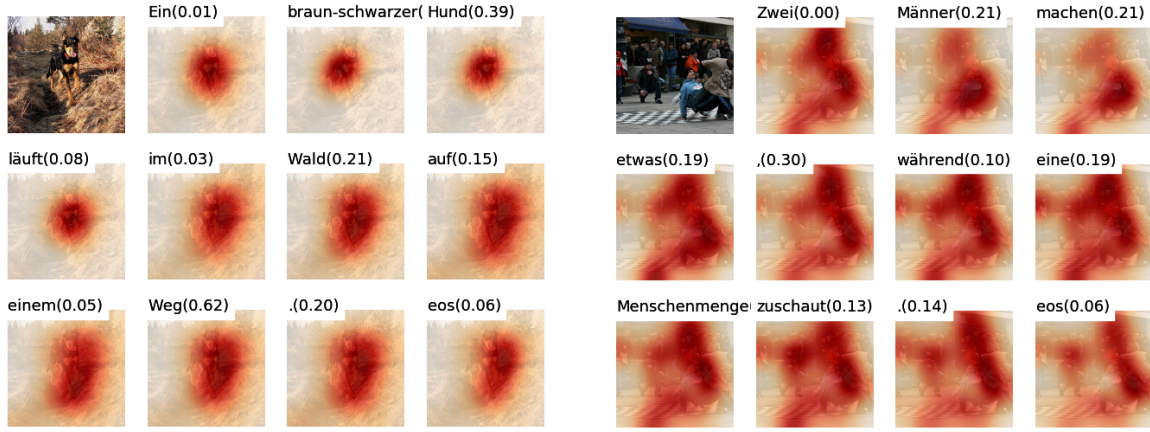 Ein(0.01) braun-schwarzer( Hund(0.39)
läuft(0.08) im(0.03) Wald(0.21) auf(0.15)
einem(0.05) Weg(0.62) .(0.20) eos(0.06)
Zwei(0.00) Männer(0.21) machen(0.21)
etwas(0.19) ,(0.30) während(0.10) eine(0.19)
Menschenmenge( zuschaut(0.13) .(0.14) eos(0.06)